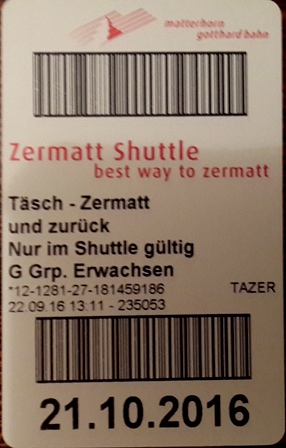 matterhorn
gotthard bahn
Zermatt Shuttle
best way to zermatt
Täsch - Zermatt
und zurück
Nur im Shuttle gültig
G Grp. Erwachsen
*12-1281-27-181459186 TAZER
22.09.16 13.11 - 235053
21.10.2016